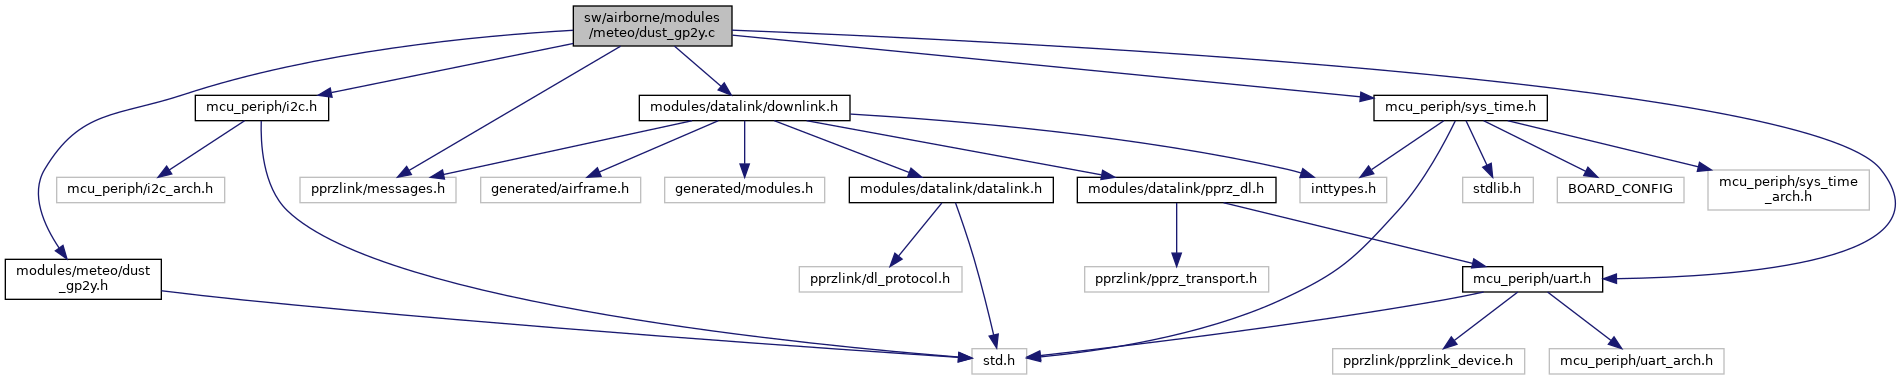 sw/airborne/modules
/meteo/dust_gp2y.c
mcu_periph/i2c.h
modules/datalink/downlink.h
mcu_periph/sys_time.h
mcu_periph/i2c_arch.h
pprzlink/messages.h
generated/airframe.h
generated/modules.h
modules/datalink/datalink.h
modules/datalink/pprz_dl.h
inttypes.h
stdlib.h
BOARD_CONFIG
mcu_periph/sys_time
_arch.h
modules/meteo/dust
_gp2y.h
pprzlink/dl_protocol.h
pprzlink/pprz_transport.h
mcu_periph/uart.h
std.h
pprzlink/pprzlink_device.h
mcu_periph/uart_arch.h